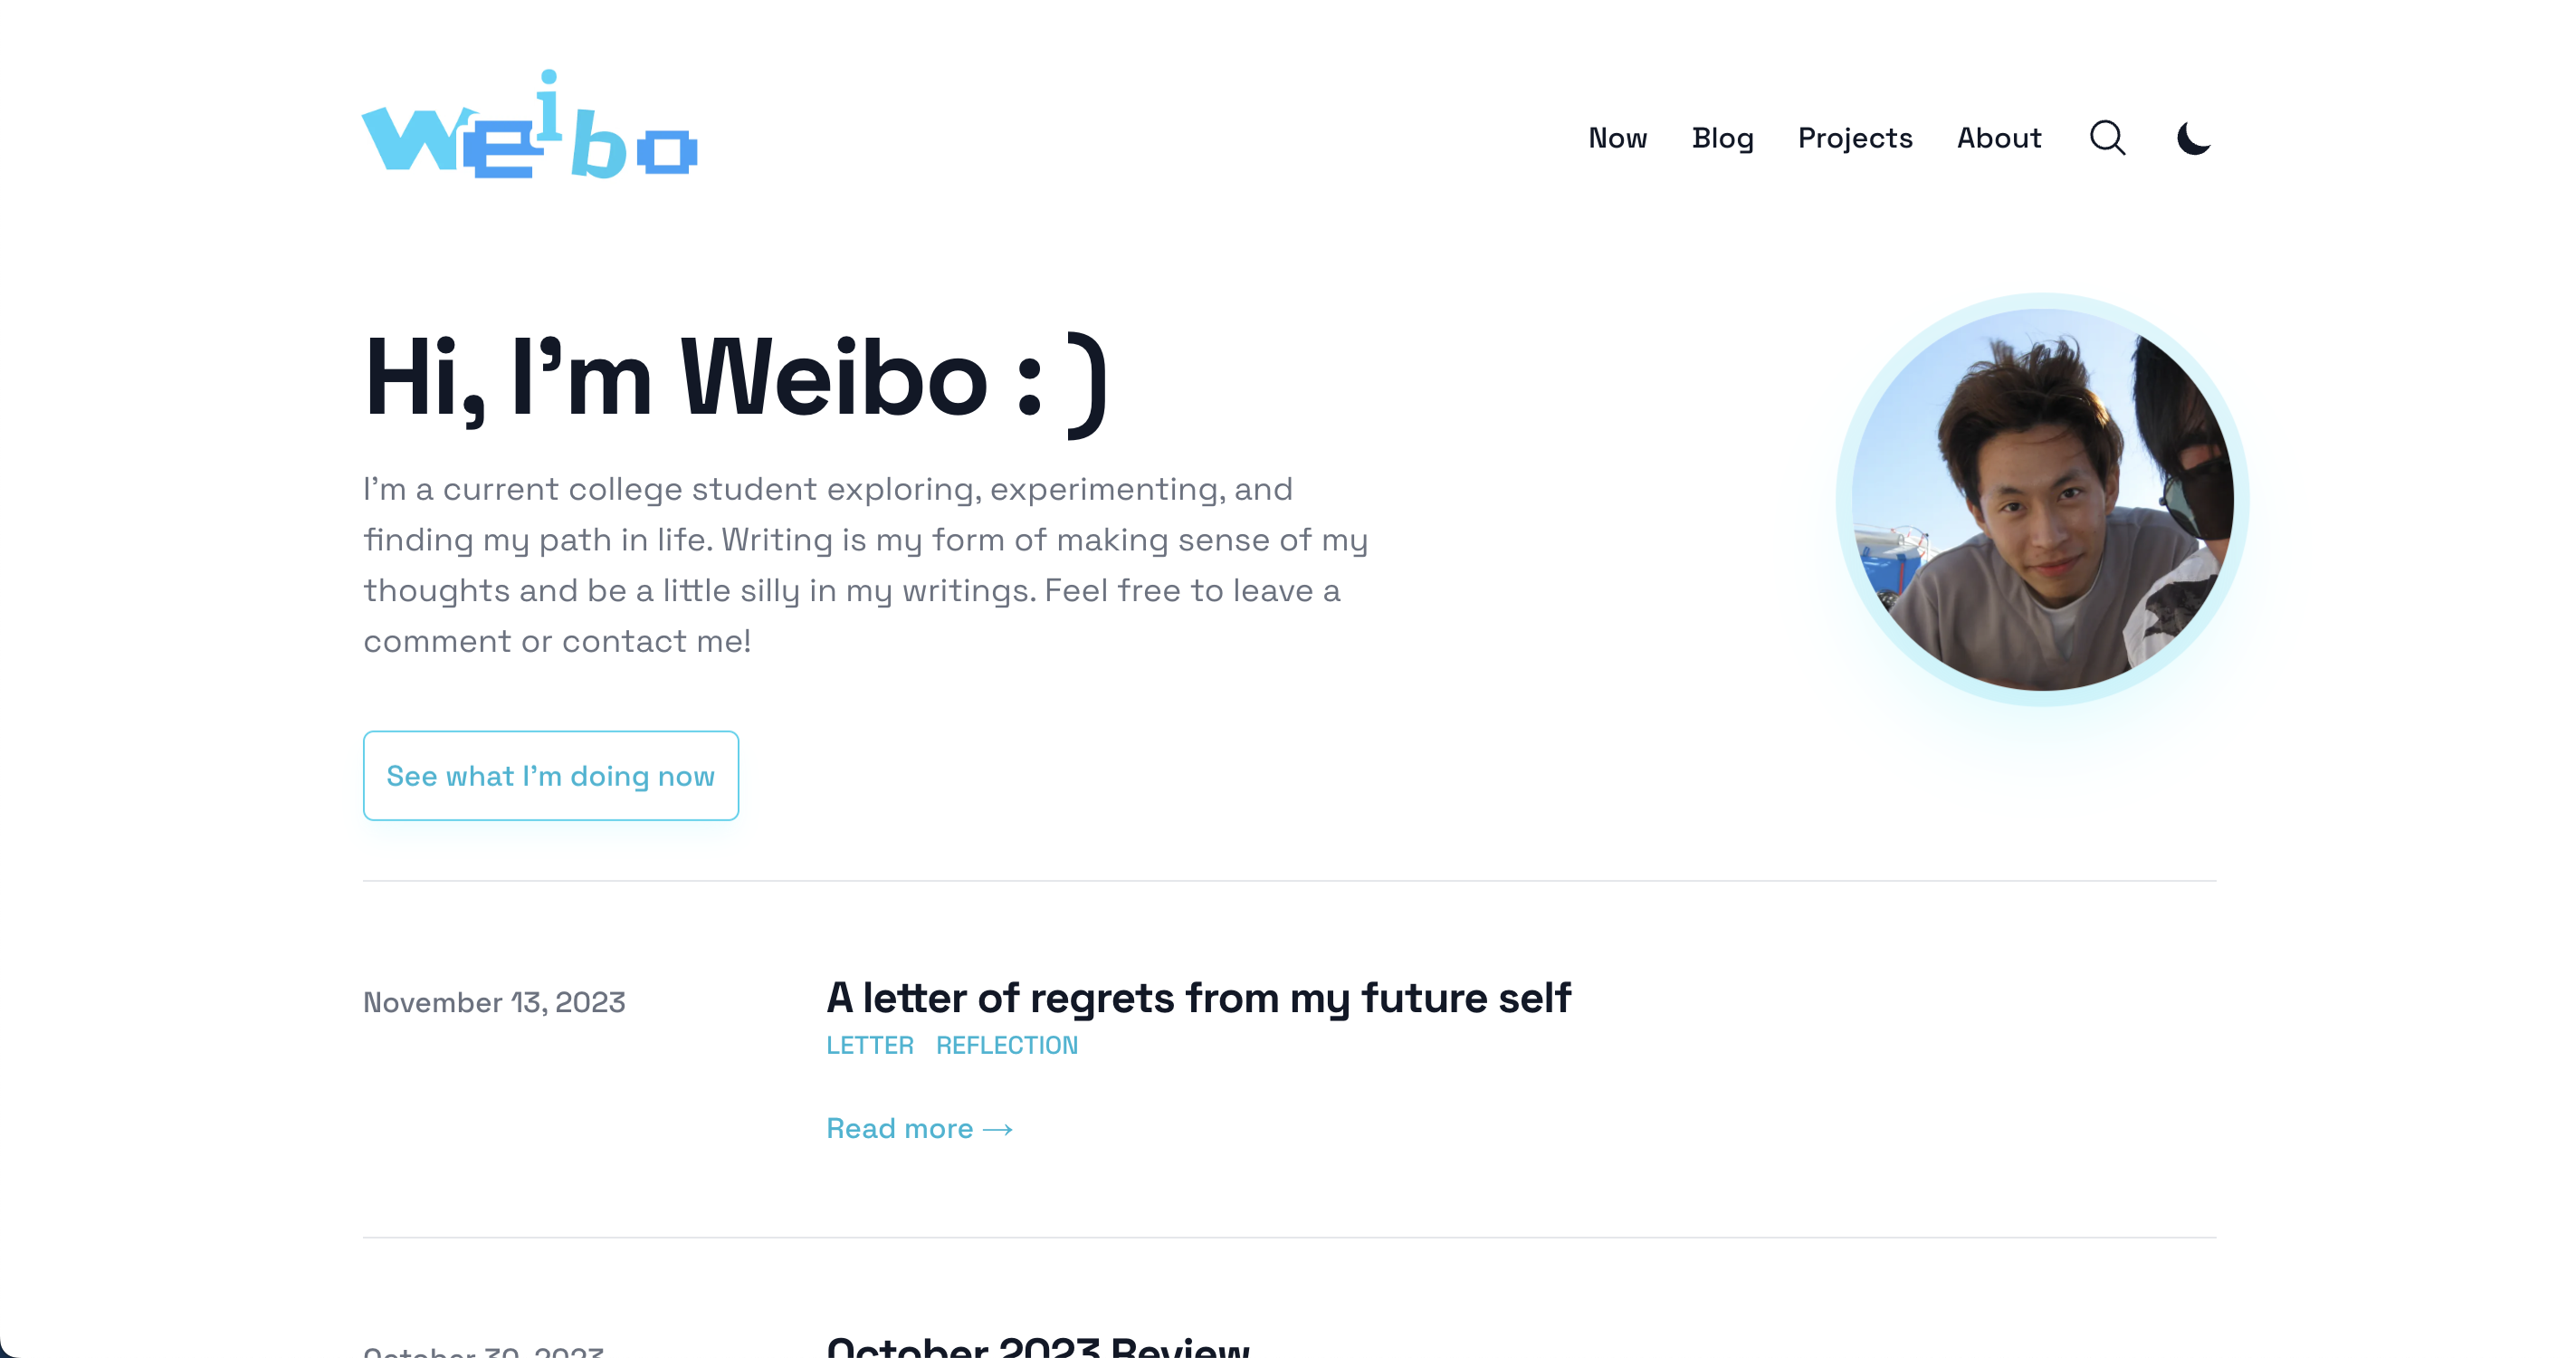 weibo
Now Blog Projects About
Hi, I’m Weibo : )
I’m a current college student exploring, experimenting, and
finding my path in life. Writing is my form of making sense of my
thoughts and be a little silly in my writings. Feel free to leave a
comment or contact me!
See what I’m doing now
November 13, 2023
A letter of regrets from my future self
LETTER REFLECTION
Read more →
October 30, 2023
October 2023 Review